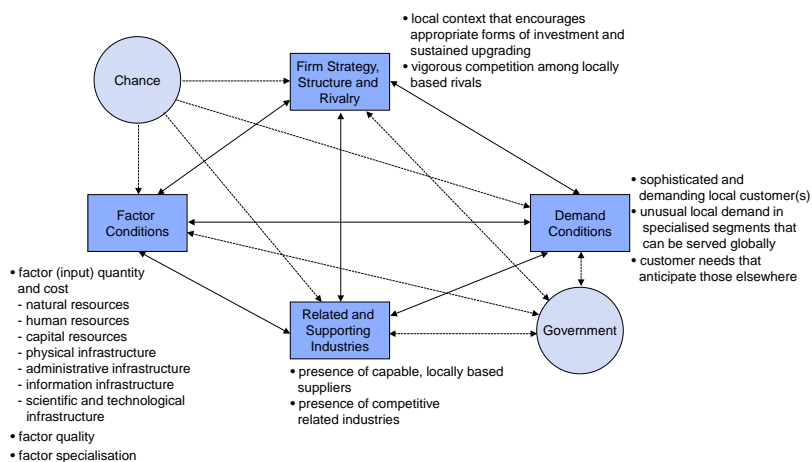 • local context that encourages
appropriate forms of investment and
sustained upgrading
• vigorous competition among locally
based rivals
Chance
Firm Strategy,
Structure and
Rivalry
• sophisticated and
demanding local customer(s)
• unusual local demand in
specialised segments that
can be served globally
• customer needs that
anticipate those elsewhere
Factor
Conditions
Demand
Conditions
• factor (input) quantity
and cost
- natural resources
- human resources
- capital resources
- physical infrastructure
- administrative infrastructure
- information infrastructure
- scientific and technological
infrastructure
• factor quality
• factor specialisation
Related and
Supporting
Industries
Government
• presence of capable, locally based
suppliers
• presence of competitive
related industries